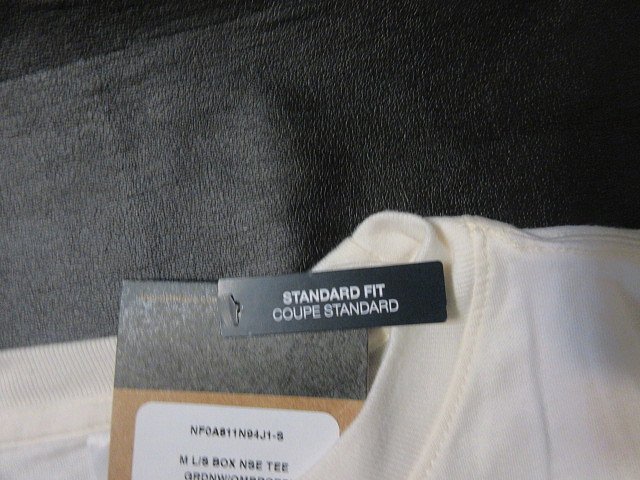 STANDARD FIT
COUPE STANDARD
NF0A811N94J1-S
M L/S BOX NSE TEE